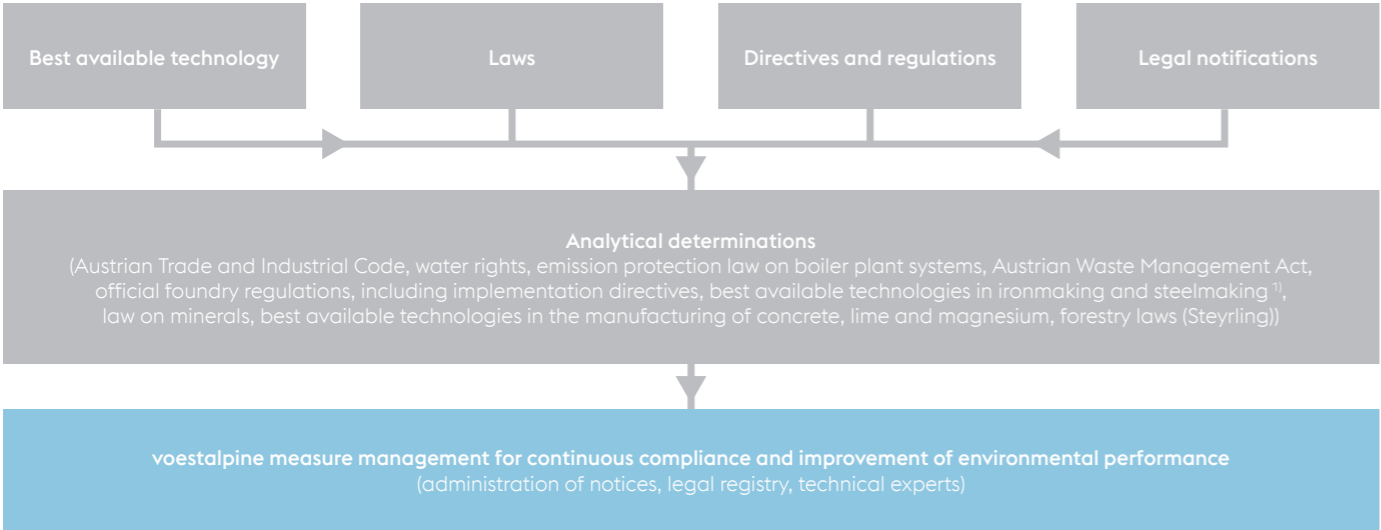 Best available technology
Laws
Directives and regulations
Legal notifications
Analytical determinations
(Austrian Trade and Industrial Code, water rights, emission protection law on boiler plant systems, Austrian Waste Management Act,
official foundry regulations, including implementation directives, best available technologies in ironmaking and steelmaking ¹⁾,
law on minerals, best available technologies in the manufacturing of concrete, lime and magnesium, forestry laws (Steyrling))
voestalpine measure management for continuous compliance and improvement of environmental performance
(administration of notices, legal registry, technical experts)